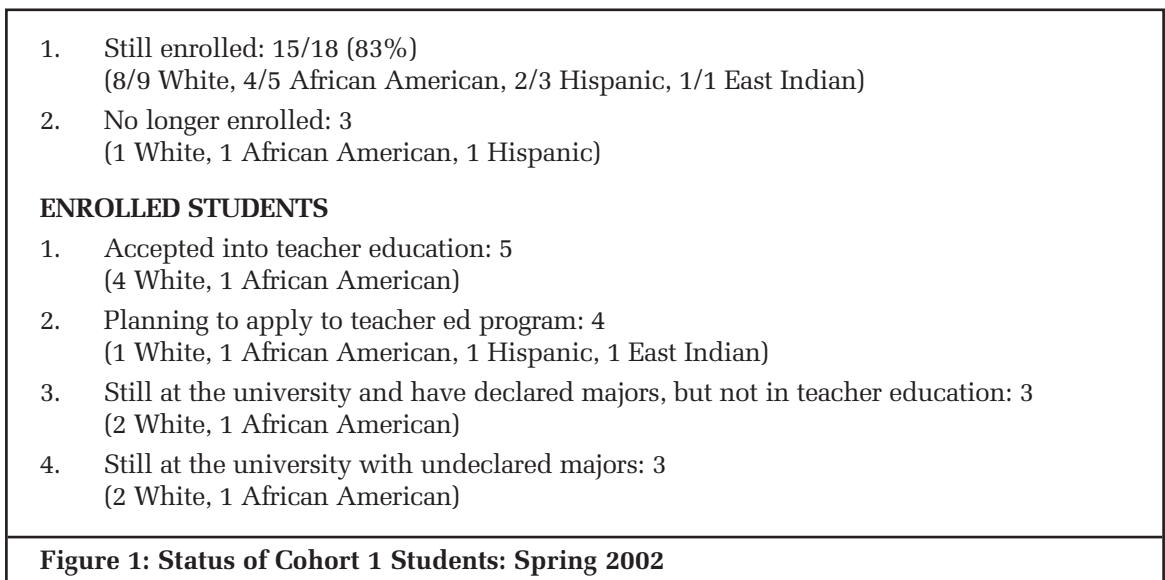 1. Still enrolled: 15/18 (83%)
(8/9 White, 4/5 African American, 2/3 Hispanic, 1/1 East Indian)
2. No longer enrolled: 3
(1 White, 1 African American, 1 Hispanic)
ENROLLED STUDENTS
1. Accepted into teacher education: 5
(4 White, 1 African American)
2. Planning to apply to teacher ed program: 4
(1 White, 1 African American, 1 Hispanic, 1 East Indian)
3. Still at the university and have declared majors, but not in teacher education: 3
(2 White, 1 African American)
4. Still at the university with undeclared majors: 3
(2 White, 1 African American)
Figure 1: Status of Cohort 1 Students: Spring 2002